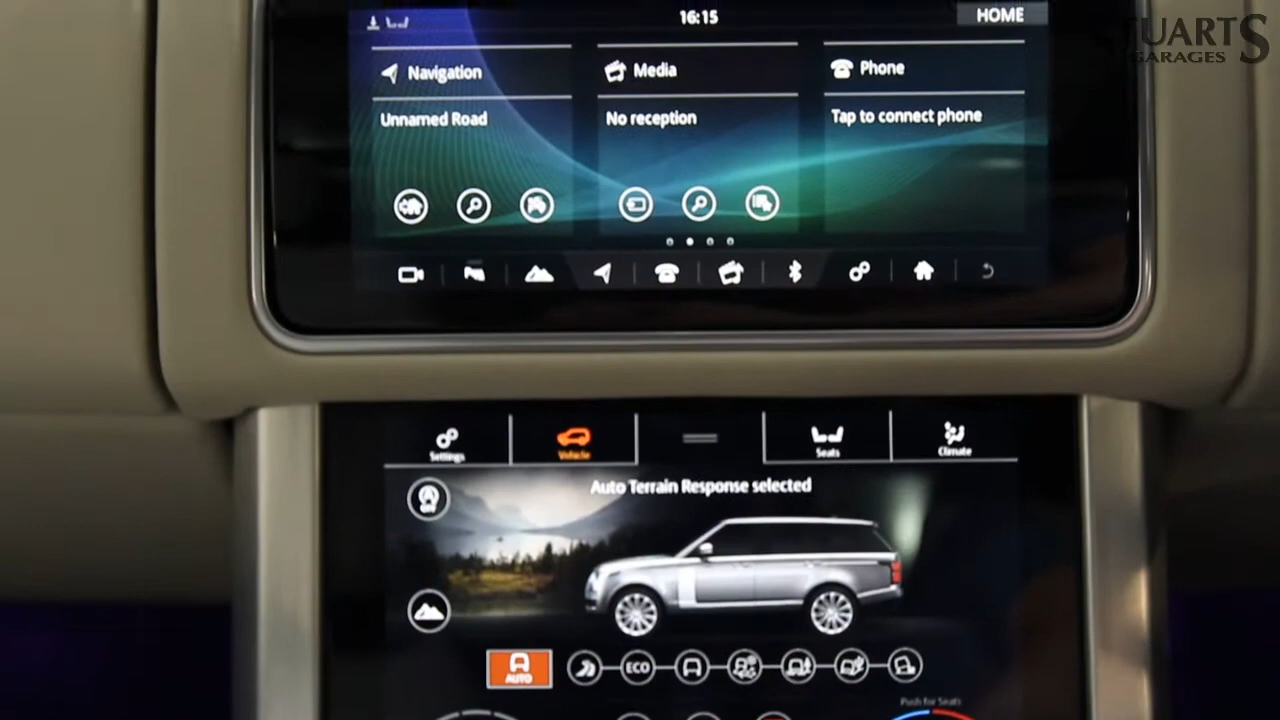 16:15
HOME
STUARTS
GARAGES
Navigation
Media
Phone
Unnamed Road
No reception
Tap to connect phone
Settings
Vehicle
Seats
Climate
Auto Terrain Response selected
OFF
AUTO
ECO
Push for Seats